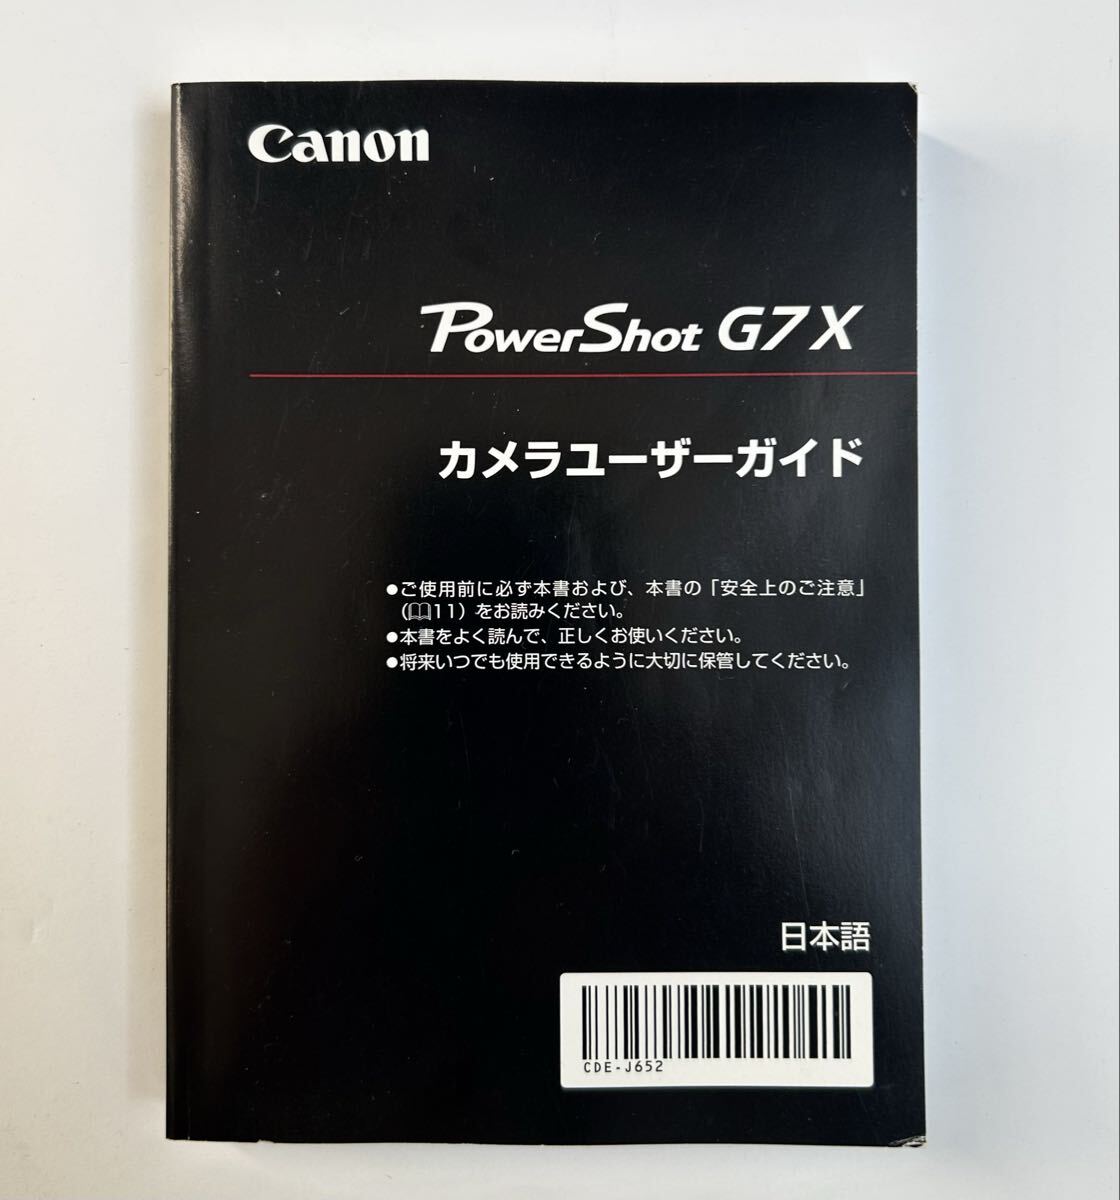 Canon
PowerShot G7 X
カメラユーザーガイド
●ご使用前に必ず本書および、本書の「安全上のご注意」
（📖11）をお読みください。
●本書をよく読んで、正しくお使いください。
●将来いつでも使用できるように大切に保管してください。
日本語
CDE-J652